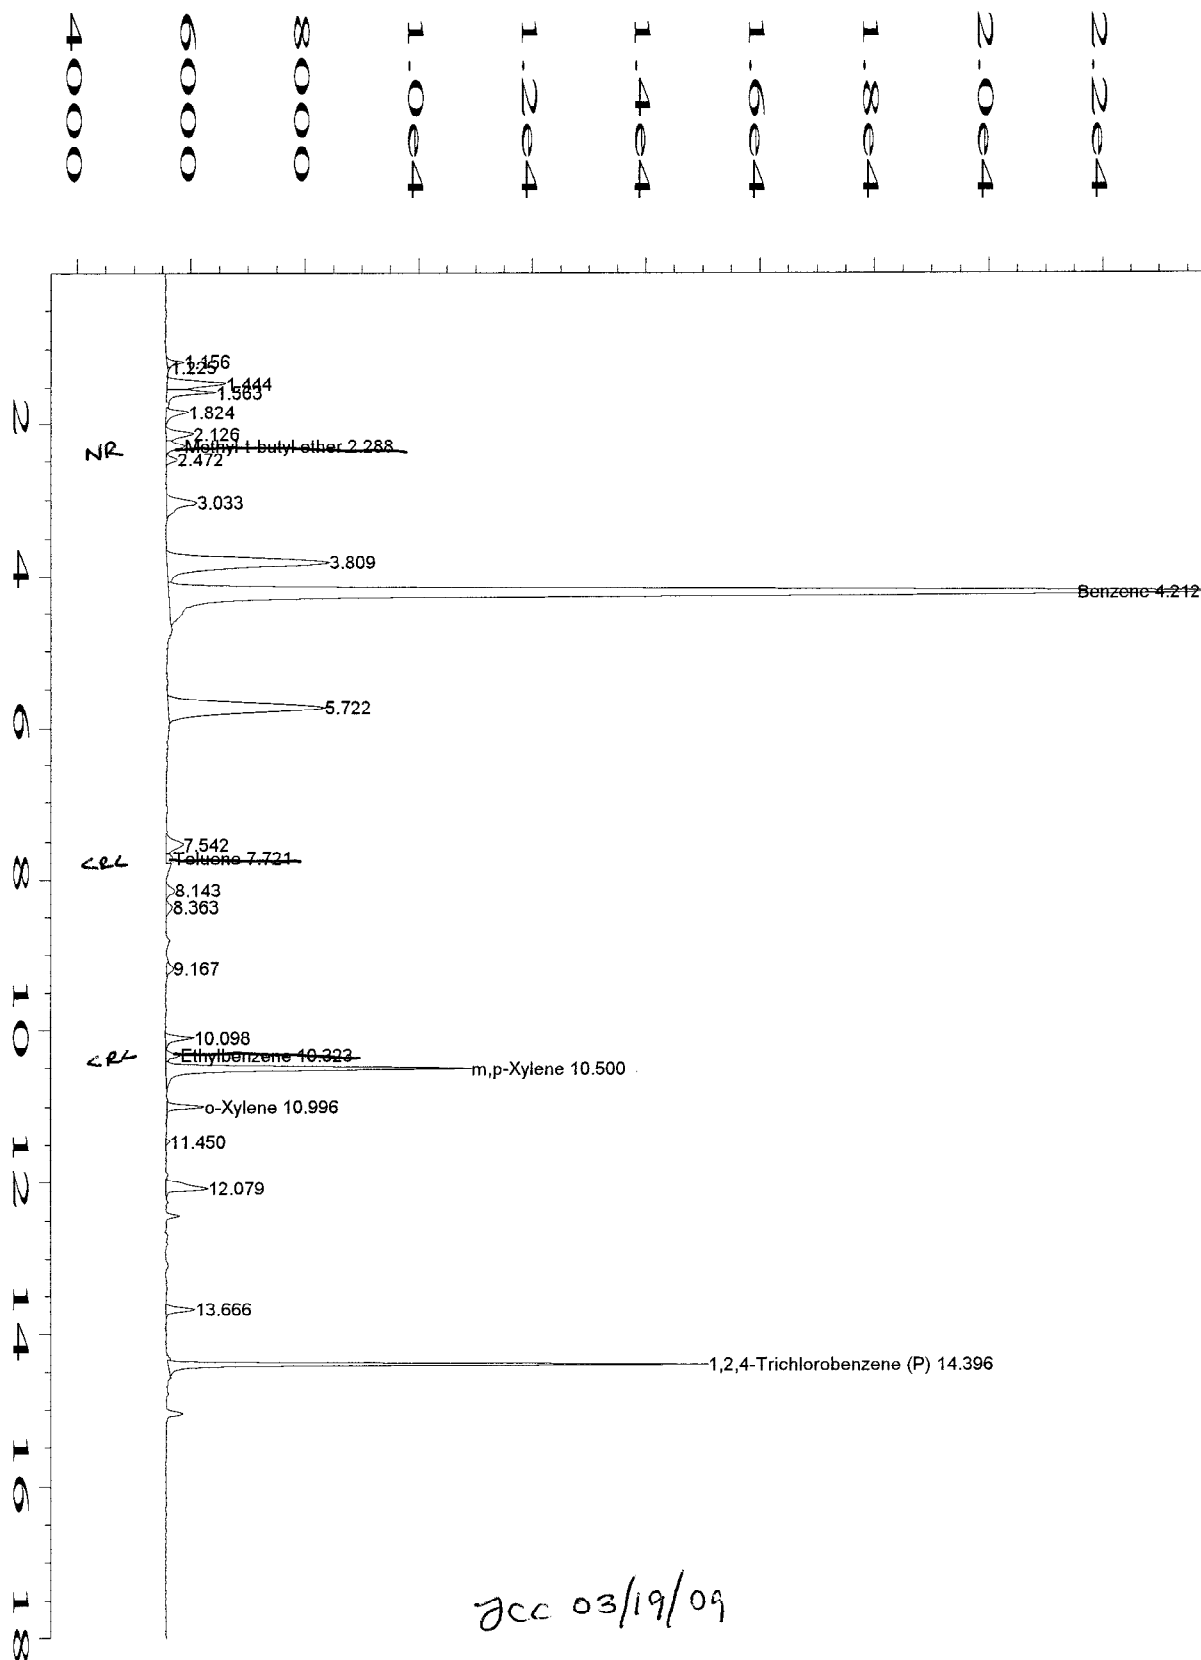 4000
6000
8000
1.0e4
1.2e4
1.4e4
1.6e4
1.8e4
2.0e4
2.2e4
1.156
1.225
1.444
1.563
1.824
2
2.126
NR
Methyl t-butyl ether 2.288
2.472
3.033
3.809
4
Benzene 4.212
5.722
6
7.542
<RL
Toluene 7.721
8
8.143
8.363
9.167
10
10.098
<RL
Ethylbenzene 10.323
m,p-Xylene 10.500
o-Xylene 10.996
11.450
12
12.079
13.666
14
1,2,4-Trichlorobenzene (P) 14.396
16
JCC 03/19/09
18